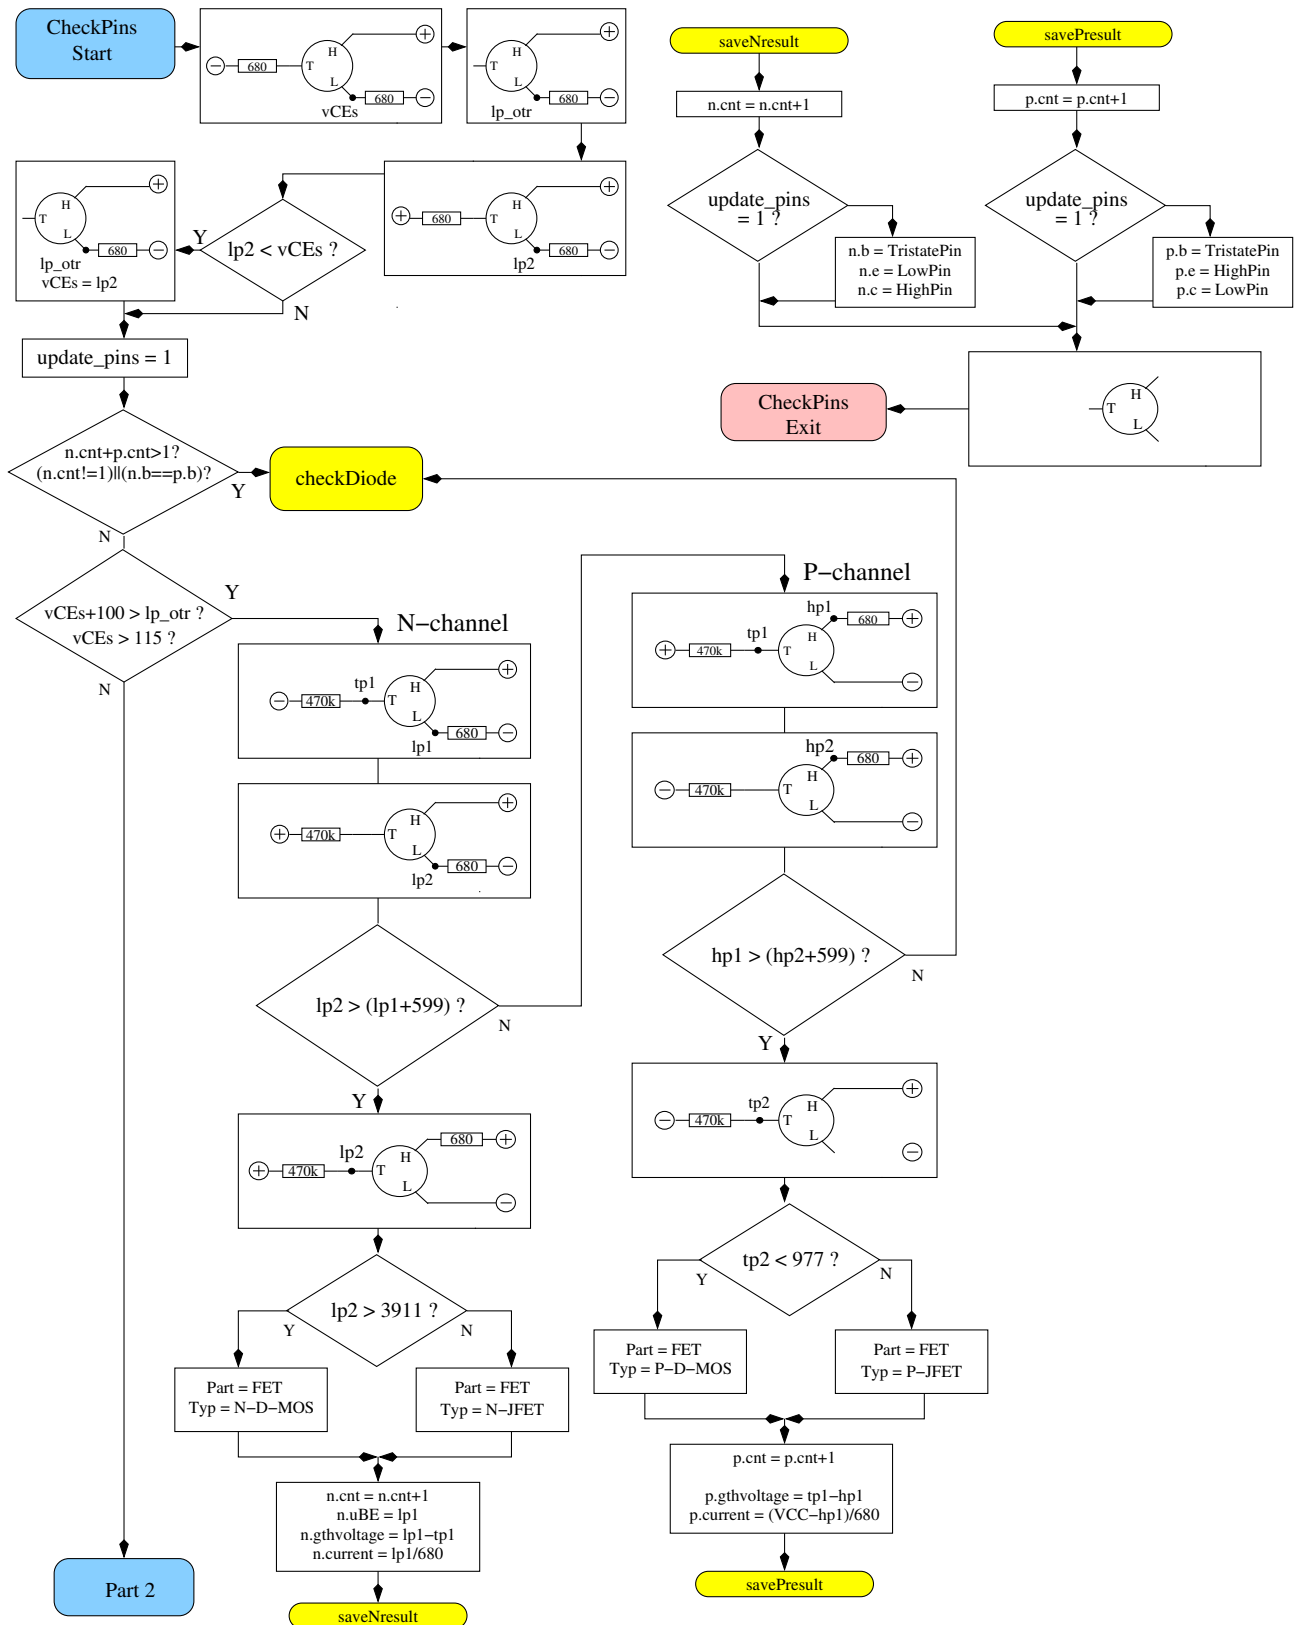 CheckPins
Start
H
T
L
680
680
vCEs
H
L
680
lp_otr
saveNresult
n.cnt = n.cnt+1
update_pins
= 1 ?
n.b = TristatePin
n.e = LowPin
n.c = HighPin
savePresult
p.cnt = p.cnt+1
update_pins
= 1 ?
p.b = TristatePin
p.e = HighPin
p.c = LowPin
H
T
L
CheckPins
Exit
H
T
L
680
680
lp2
lp2 < vCEs ?
Y
N
H
T
L
680
lp_otr
vCEs = lp2
update_pins = 1
n.cnt+p.cnt>1?
(n.cnt!=1)||(n.b==p.b)?
Y
N
checkDiode
vCEs+100 > lp_otr ?
vCEs > 115 ?
Y
N
N−channel
tp1
470k
H
T
L
680
lp1
470k
H
T
L
680
lp2
lp2 > (lp1+599) ?
N
Y
lp2
470k
H
T
L
680
lp2 > 3911 ?
Y
N
Part = FET
Typ = N−D−MOS
Part = FET
Typ = N−JFET
n.cnt = n.cnt+1
n.uBE = lp1
n.gthvoltage = lp1−tp1
n.current = lp1/680
saveNresult
Part 2
P−channel
hp1
tp1
470k
H
T
L
680
hp2
470k
H
T
L
680
hp1 > (hp2+599) ?
N
Y
tp2
470k
H
T
L
tp2 < 977 ?
Y
N
Part = FET
Typ = P−D−MOS
Part = FET
Typ = P−JFET
p.cnt = p.cnt+1
p.gthvoltage = tp1−hp1
p.current = (VCC−hp1)/680
savePresult